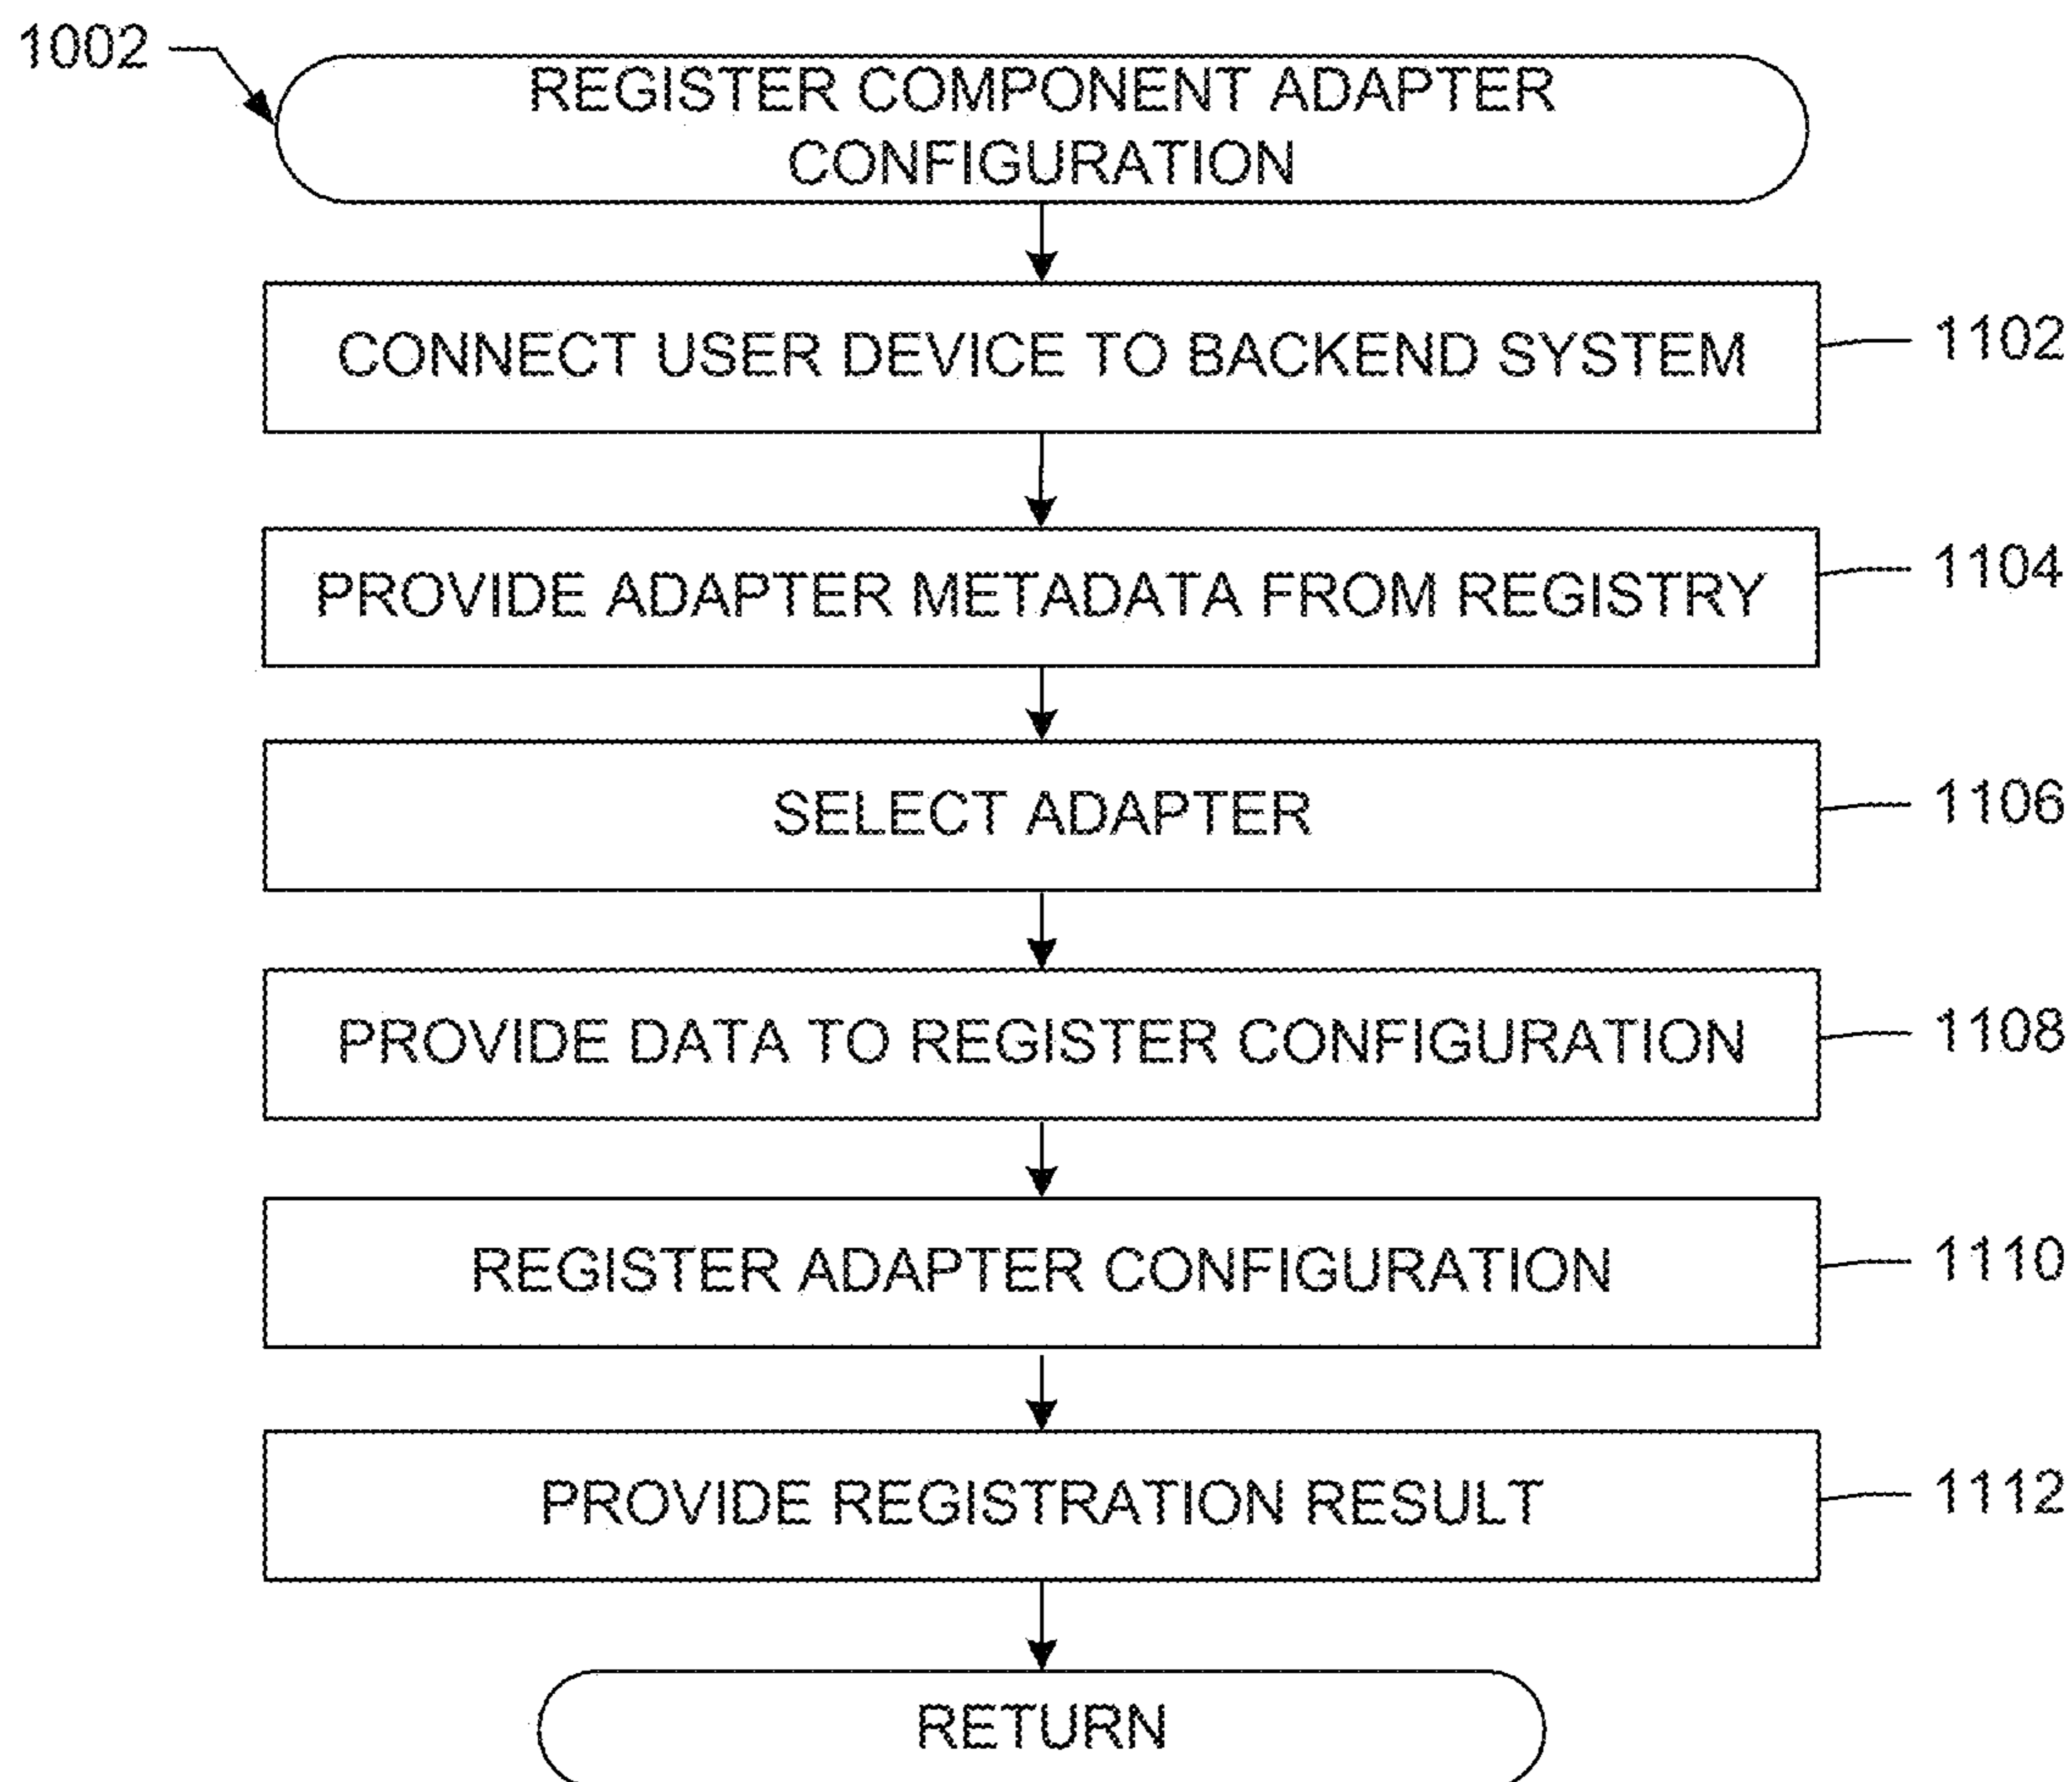 1002
REGISTER COMPONENT ADAPTER
CONFIGURATION
CONNECT USER DEVICE TO BACKEND SYSTEM
1102
PROVIDE ADAPTER METADATA FROM REGISTRY
1104
SELECT ADAPTER
1106
PROVIDE DATA TO REGISTER CONFIGURATION
1108
REGISTER ADAPTER CONFIGURATION
1110
PROVIDE REGISTRATION RESULT
1112
RETURN